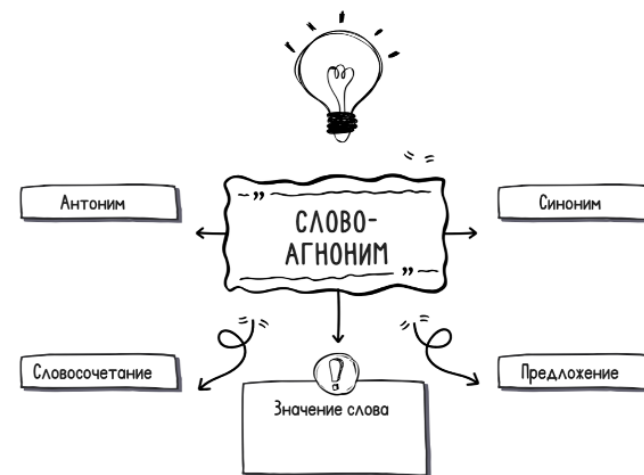 Антоним
Синоним
СЛОВО-
АГНОНИМ
Словосочетание
Предложение
Значение слова